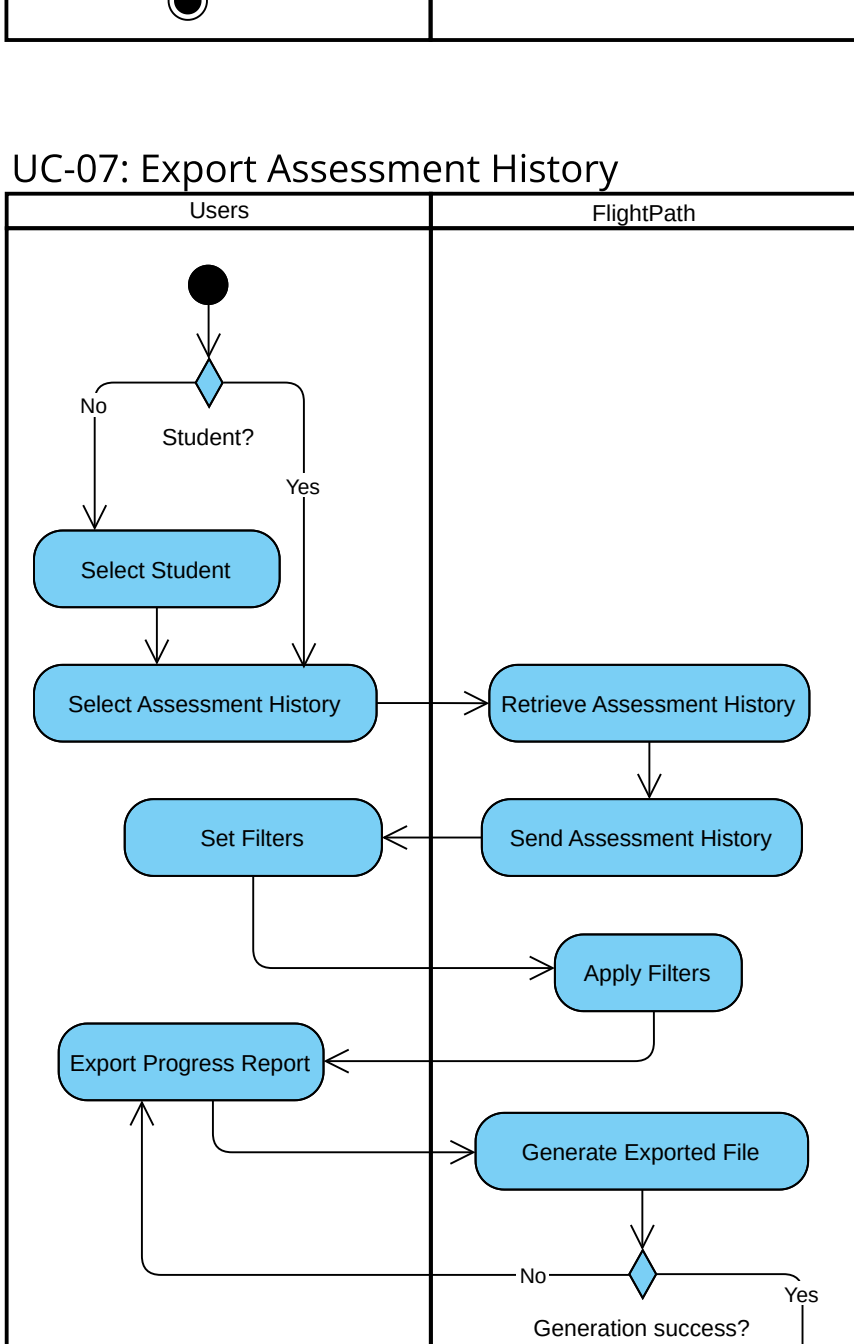 UC-07: Export Assessment History
Users
FlightPath
No
Student?
Yes
Select Student
Select Assessment History
Retrieve Assessment History
Set Filters
Send Assessment History
Apply Filters
Export Progress Report
Generate Exported File
No
Yes
Generation success?